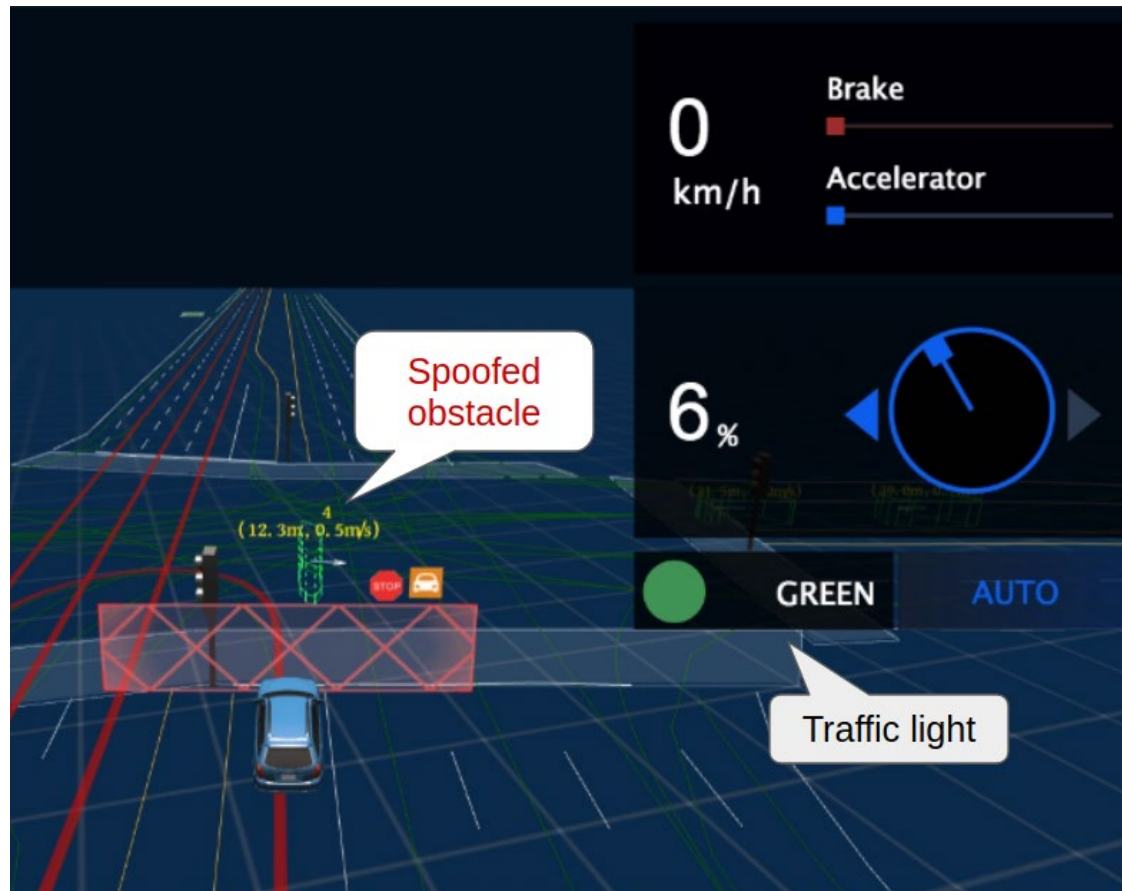 0
km/h
Brake
Accelerator
Spoofed
obstacle
6%
4
(12.3m, 0.5m/s)
STOP
GREEN
AUTO
Traffic light